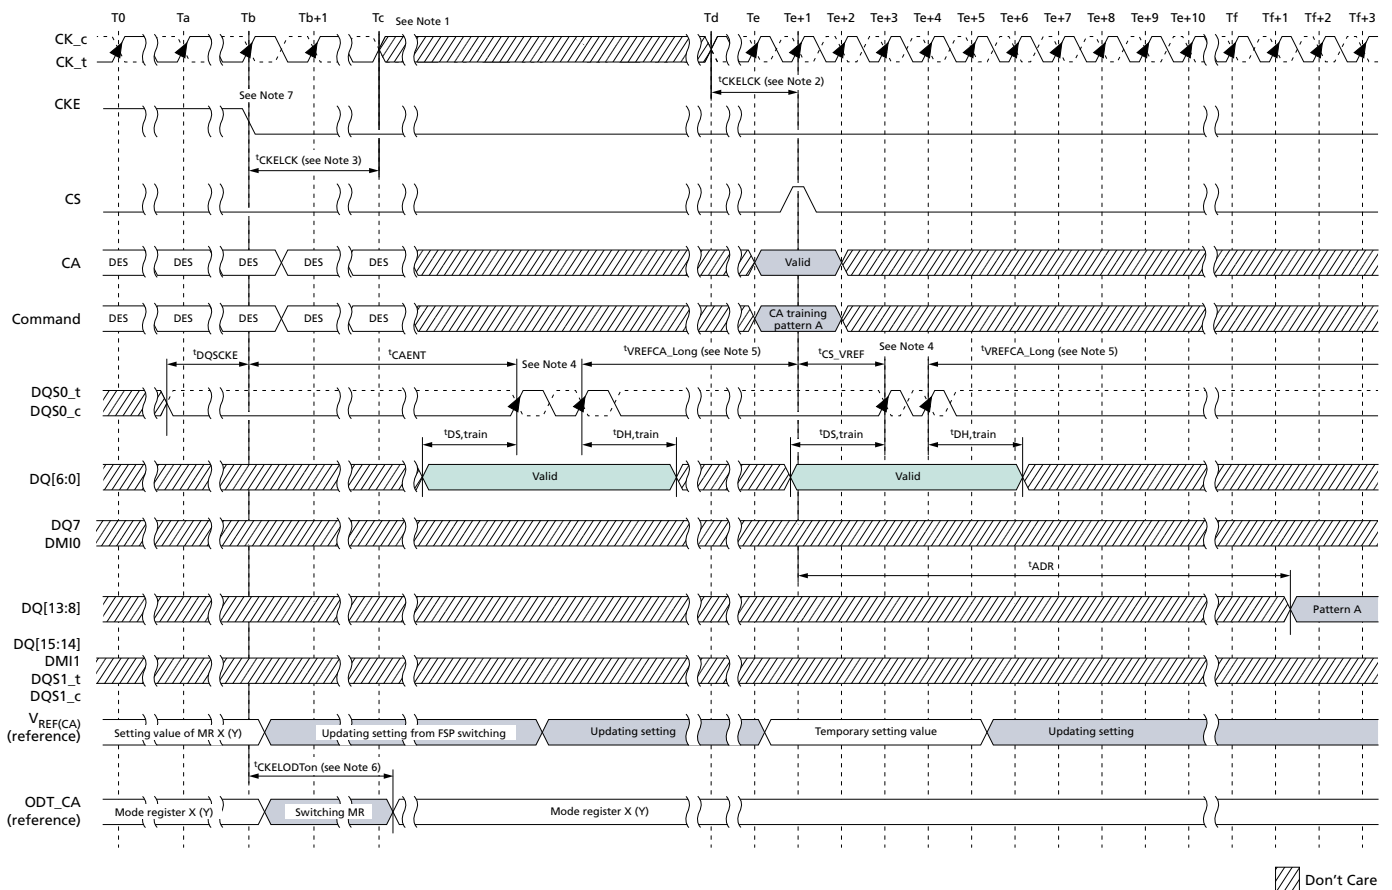 T0 Ta Tb Tb+1 Tc See Note 1 Td Te Te+1 Te+2 Te+3 Te+4 Te+5 Te+6 Te+7 Te+8 Te+9 Te+10 Tf Tf+1 Tf+2 Tf+3
CK_c
CK_t
tCKELCK (see Note 2)
See Note 7
CKE
tCKELCK (see Note 3)
CS
CA DES DES DES DES DES Valid
Command DES DES DES DES DES CA training
pattern A
tDQSCKE tCAENT See Note 4 tVREFCA_Long (see Note 5) tCS_VREF See Note 4 tVREFCA_Long (see Note 5)
DQS0_t
DQS0_c
tDS,train tDH,train tDS,train tDH,train
DQ[6:0] Valid Valid
DQ7
DMI0
tADR
DQ[13:8] Pattern A
DQ[15:14]
DMI1
DQS1_t
DQS1_c
VREF(CA)
(reference) Setting value of MR X (Y) Updating setting from FSP switching Updating setting Temporary setting value Updating setting
tCKELODTon (see Note 6)
ODT_CA
(reference) Mode register X (Y) Switching MR Mode register X (Y)
Don't Care